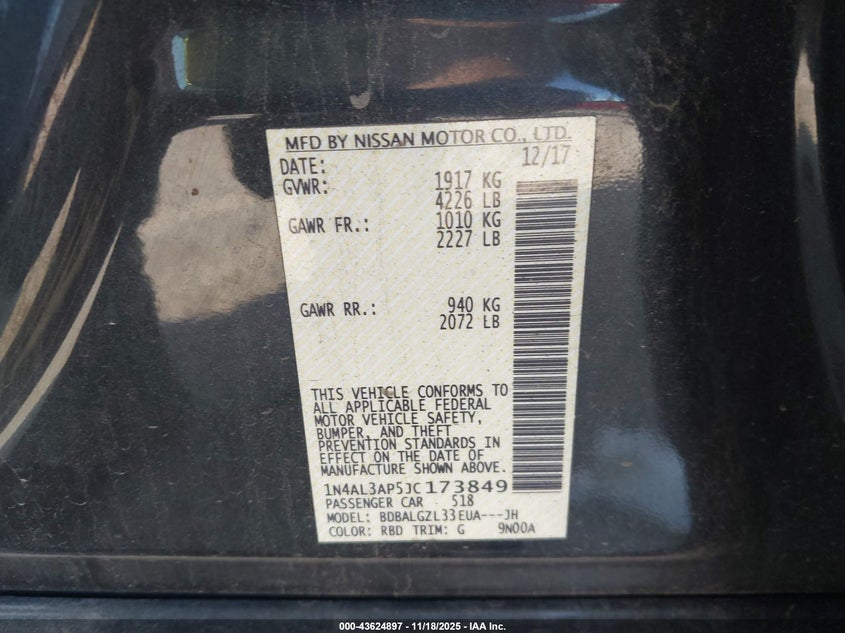 MFD BY NISSAN MOTOR CO., LTD.
DATE: 12/17
GVWR: 1917 KG
4226 LB
GAWR FR.: 1010 KG
2227 LB
GAWR RR.: 940 KG
2072 LB
THIS VEHICLE CONFORMS TO
ALL APPLICABLE FEDERAL
MOTOR VEHICLE SAFETY,
BUMPER, AND THEFT
PREVENTION STANDARDS IN
EFFECT ON THE DATE OF
MANUFACTURE SHOWN ABOVE.
1N4AL3AP5JC173849
PASSENGER CAR 518
MODEL: BDBALGZL33EUA---JH
COLOR: RBD TRIM: G 9N00A
000-43624897 - 11/18/2025 - IAA Inc.